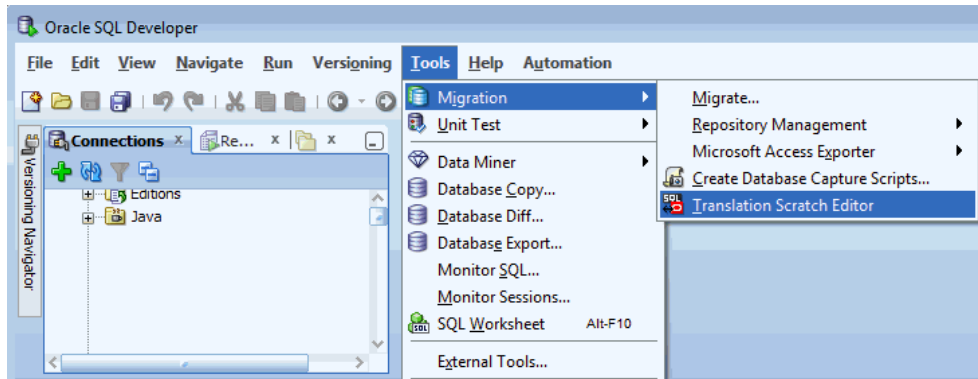 Oracle SQL Developer
File Edit View Navigate Run Versioning Tools Help Automation
Connections x Re... x x
Versioning Navigator
Editions
Java
Migration
Unit Test
Data Miner
Database Copy...
Database Diff...
Database Export...
Monitor SQL...
Monitor Sessions...
SQL Worksheet Alt-F10
External Tools...
Migrate...
Repository Management
Microsoft Access Exporter
Create Database Capture Scripts...
SQL Translation Scratch Editor